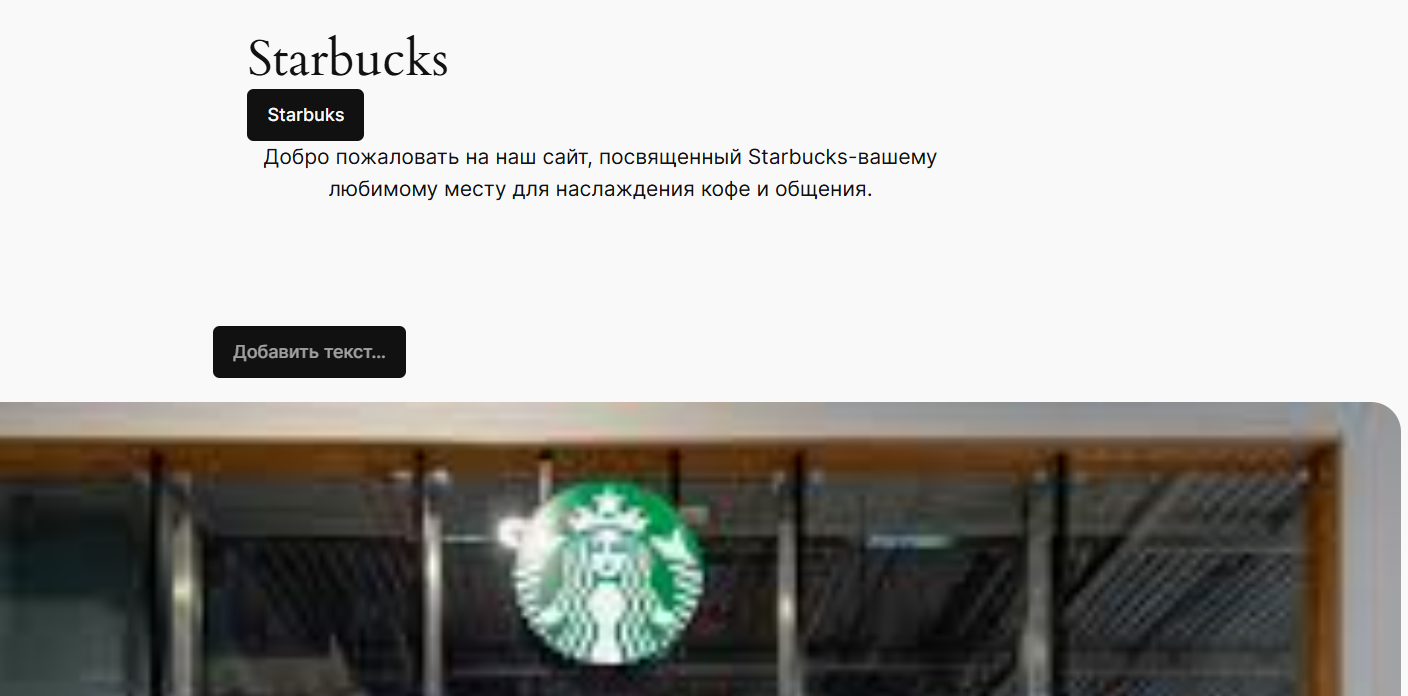 Starbucks
Starbuks
Добро пожаловать на наш сайт, посвященный Starbucks-вашему
любимому месту для наслаждения кофе и общения.
Добавить текст...